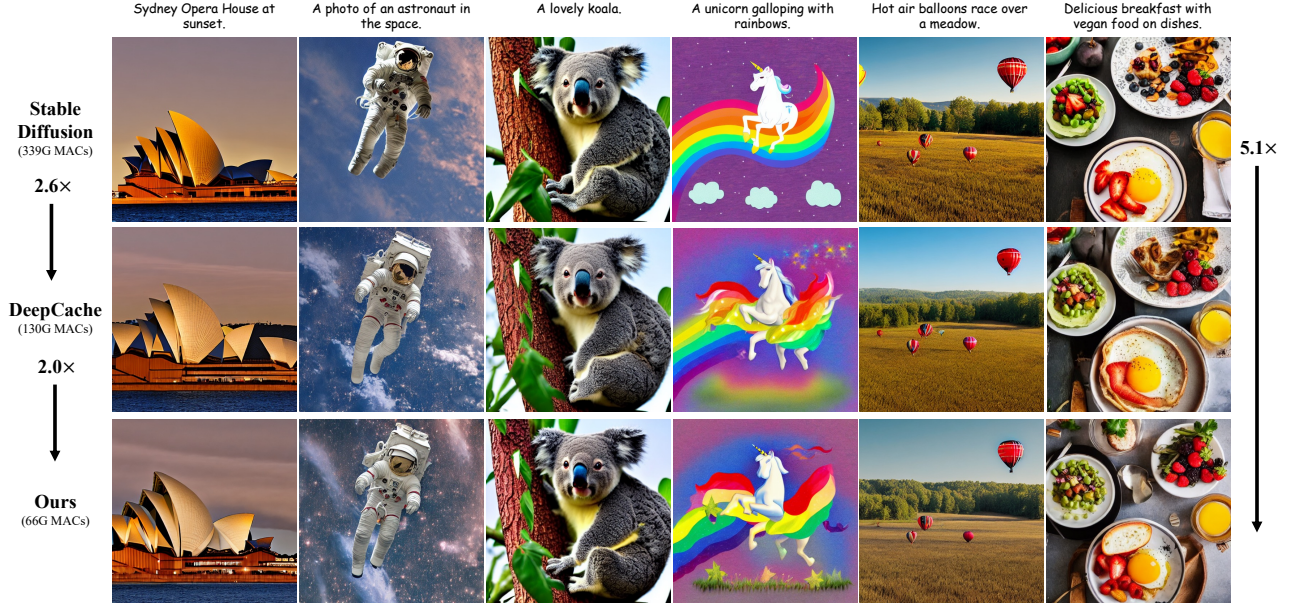 Sydney Opera House at
sunset.
A photo of an astronaut in
the space.
A lovely koala.
A unicorn galloping with
rainbows.
Hot air balloons race over
a meadow.
Delicious breakfast with
vegan food on dishes.
Stable
Diffusion
(339G MACs)
2.6×
DeepCache
(130G MACs)
2.0×
Ours
(66G MACs)
5.1×